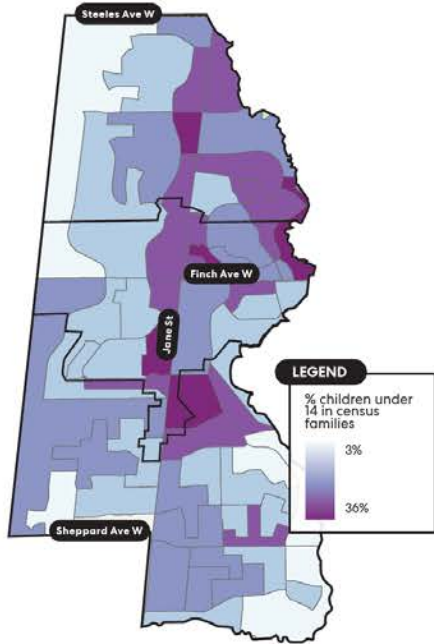 Steeles Ave W
Finch Ave W
Jane St
LEGEND
% children under
14 in census
families
3%
36%
Sheppard Ave W